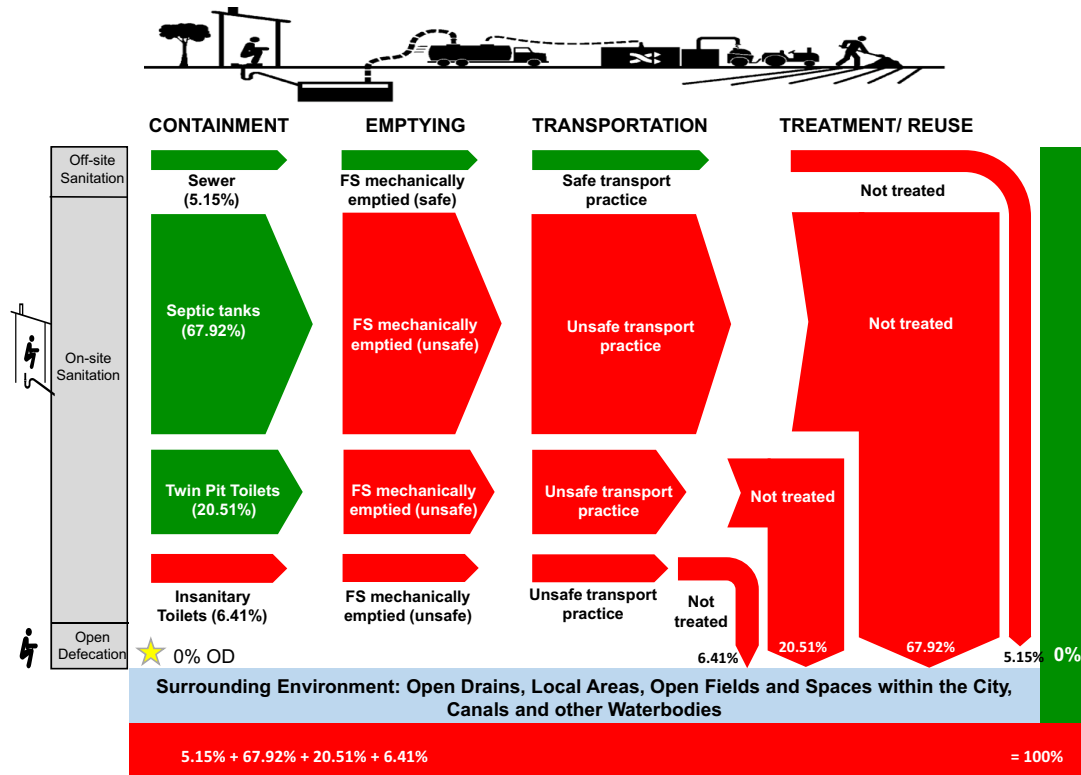 CONTAINMENT
EMPTYING
TRANSPORTATION
TREATMENT/ REUSE
Off-site
Sanitation
Sewer
(5.15%)
FS mechanically
emptied (safe)
Safe transport
practice
Not treated
On-site
Sanitation
Septic tanks
(67.92%)
FS mechanically
emptied (unsafe)
Unsafe transport
practice
Not treated
Twin Pit Toilets
(20.51%)
FS mechanically
emptied (unsafe)
Unsafe transport
practice
Not treated
Insanitary
Toilets (6.41%)
FS mechanically
emptied (unsafe)
Unsafe transport
practice
Not
treated
Open
Defecation
0% OD
6.41%
20.51%
67.92%
5.15%
0%
Surrounding Environment: Open Drains, Local Areas, Open Fields and Spaces within the City,
Canals and other Waterbodies
5.15% + 67.92% + 20.51% + 6.41%
= 100%